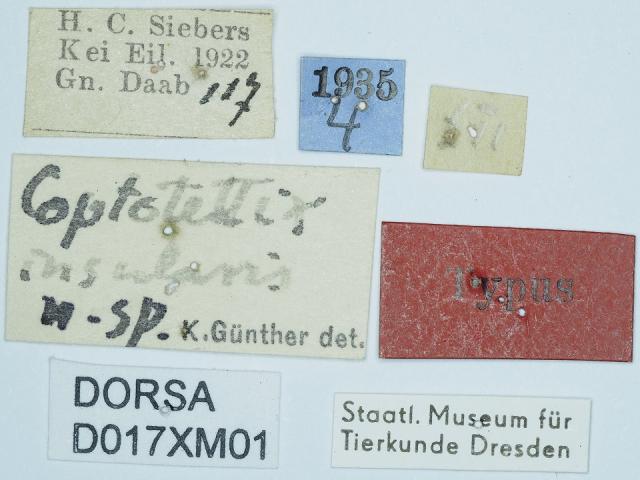 H. C. Siebers
Kei Eil. 1922
Gn. Daab 117
1935
4
Coptotettix
insularis
n. sp. K. Günther det.
Typus
DORSA
D017XM01
Staatl. Museum für
Tierkunde Dresden